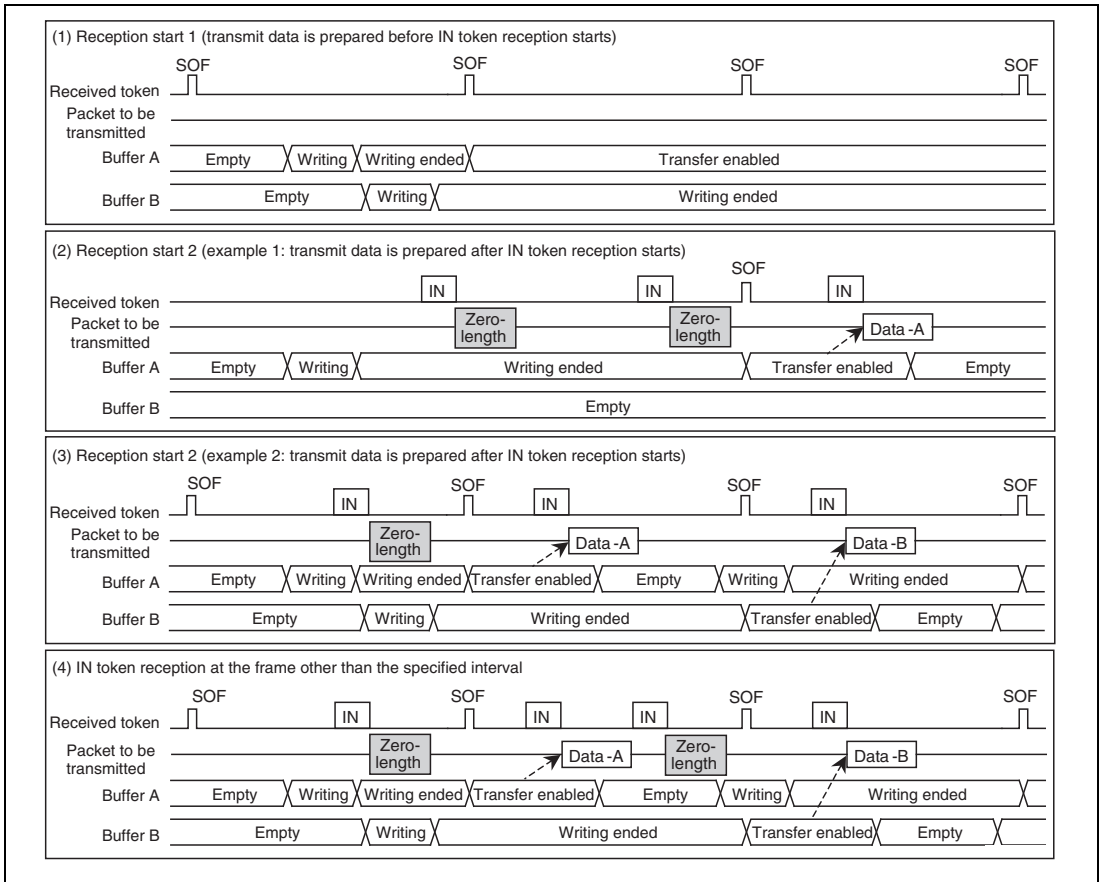 (1) Reception start 1 (transmit data is prepared before IN token reception starts)
SOF SOF SOF SOF
Received token
Packet to be
transmitted
Buffer A Empty Writing Writing ended Transfer enabled
Buffer B Empty Writing Writing ended
(2) Reception start 2 (example 1: transmit data is prepared after IN token reception starts)
SOF
IN IN IN
Received token
Packet to be Zero- Zero- Data -A
transmitted length length
Buffer A Empty Writing Writing ended Transfer enabled Empty
Buffer B Empty
(3) Reception start 2 (example 2: transmit data is prepared after IN token reception starts)
SOF SOF SOF SOF
IN IN IN
Received token
Packet to be Zero- Data -A Data -B
transmitted length
Buffer A Empty Writing Writing ended Transfer enabled Empty Writing Writing ended
Buffer B Empty Writing Writing ended Transfer enabled Empty
(4) IN token reception at the frame other than the specified interval
SOF SOF SOF SOF
Received token IN IN IN IN
Packet to be Zero- Data -A Zero- Data -B
transmitted length length
Buffer A Empty Writing Writing ended Transfer enabled Empty Writing Writing ended
Buffer B Empty Writing Writing ended Transfer enabled Empty